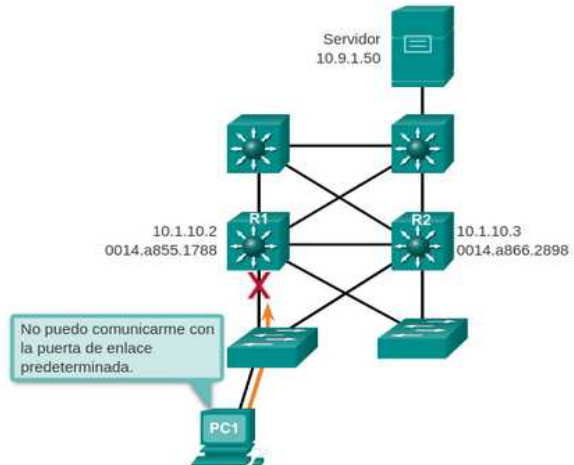 Servidor
10.9.1.50
R1
R2
10.1.10.2
0014.a855.1788
10.1.10.3
0014.a866.2898
X
No puedo comunicarme con
la puerta de enlace
predeterminada.
PC1